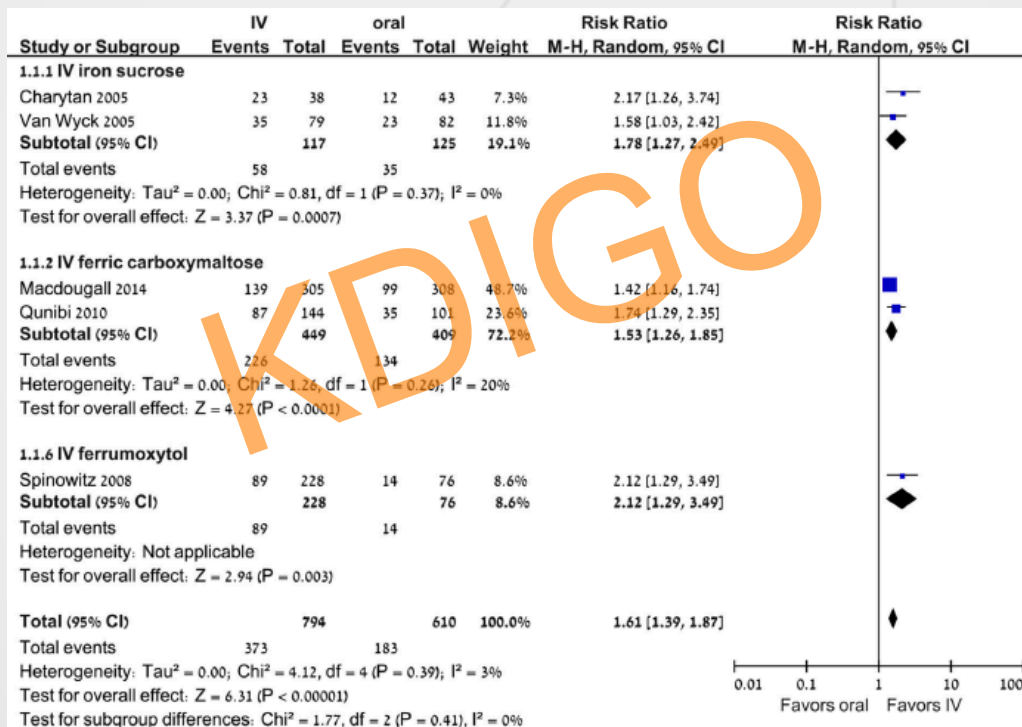 IV oral Risk Ratio Risk Ratio
Study or Subgroup Events Total Events Total Weight M-H, Random, 95% CI M-H, Random, 95% CI
1.1.1 IV iron sucrose
Charytan 2005 23 38 12 43 7.3% 2.17 [1.26, 3.74]
Van Wyck 2005 35 79 23 82 11.8% 1.58 [1.03, 2.42]
Subtotal (95% CI) 117 125 19.1% 1.78 [1.27, 2.49]
Total events 58 35
Heterogeneity: Tau² = 0.00; Chi² = 0.81, df = 1 (P = 0.37); I² = 0%
Test for overall effect: Z = 3.37 (P = 0.0007)
1.1.2 IV ferric carboxymaltose
Macdougall 2014 139 305 99 308 48.7% 1.42 [1.16, 1.74]
Qunibi 2010 87 144 35 101 23.6% 1.74 [1.29, 2.35]
Subtotal (95% CI) 449 409 72.2% 1.53 [1.26, 1.85]
Total events 226 134
Heterogeneity: Tau² = 0.00; Chi² = 1.26, df = 1 (P = 0.26); I² = 20%
Test for overall effect: Z = 4.27 (P < 0.0001)
1.1.6 IV ferrumoxytol
Spinowitz 2008 89 228 14 76 8.6% 2.12 [1.29, 3.49]
Subtotal (95% CI) 228 76 8.6% 2.12 [1.29, 3.49]
Total events 89 14
Heterogeneity: Not applicable
Test for overall effect: Z = 2.94 (P = 0.003)
Total (95% CI) 794 610 100.0% 1.61 [1.39, 1.87]
Total events 373 183
Heterogeneity: Tau² = 0.00; Chi² = 4.12, df = 4 (P = 0.39); I² = 3%
Test for overall effect: Z = 6.31 (P < 0.00001)
Test for subgroup differences: Chi² = 1.77, df = 2 (P = 0.41), I² = 0%
0.01 0.1 1 10 100
Favors oral Favors IV
KDIGO